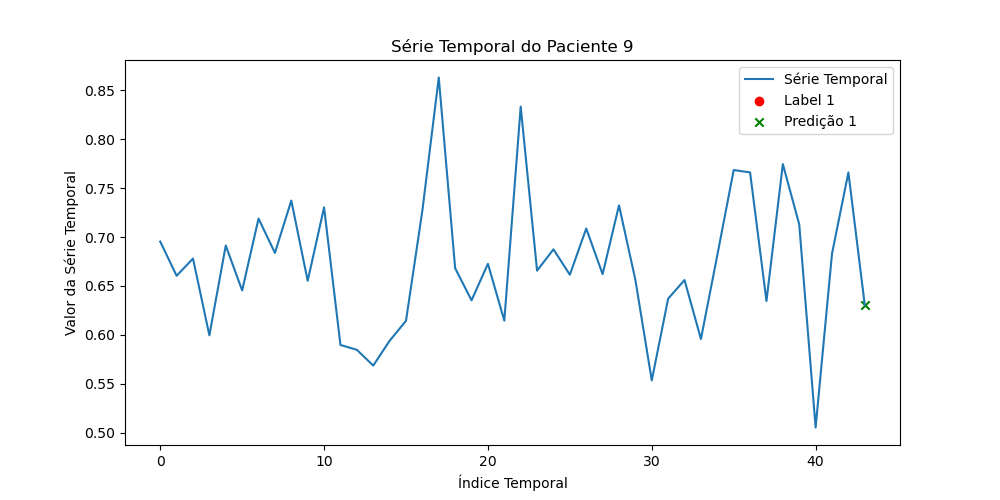 Série Temporal do Paciente 9
Série Temporal
Label 1
Predição 1
Valor da Série Temporal
0.85
0.80
0.75
0.70
0.65
0.60
0.55
0.50
0
10
20
30
40
Índice Temporal